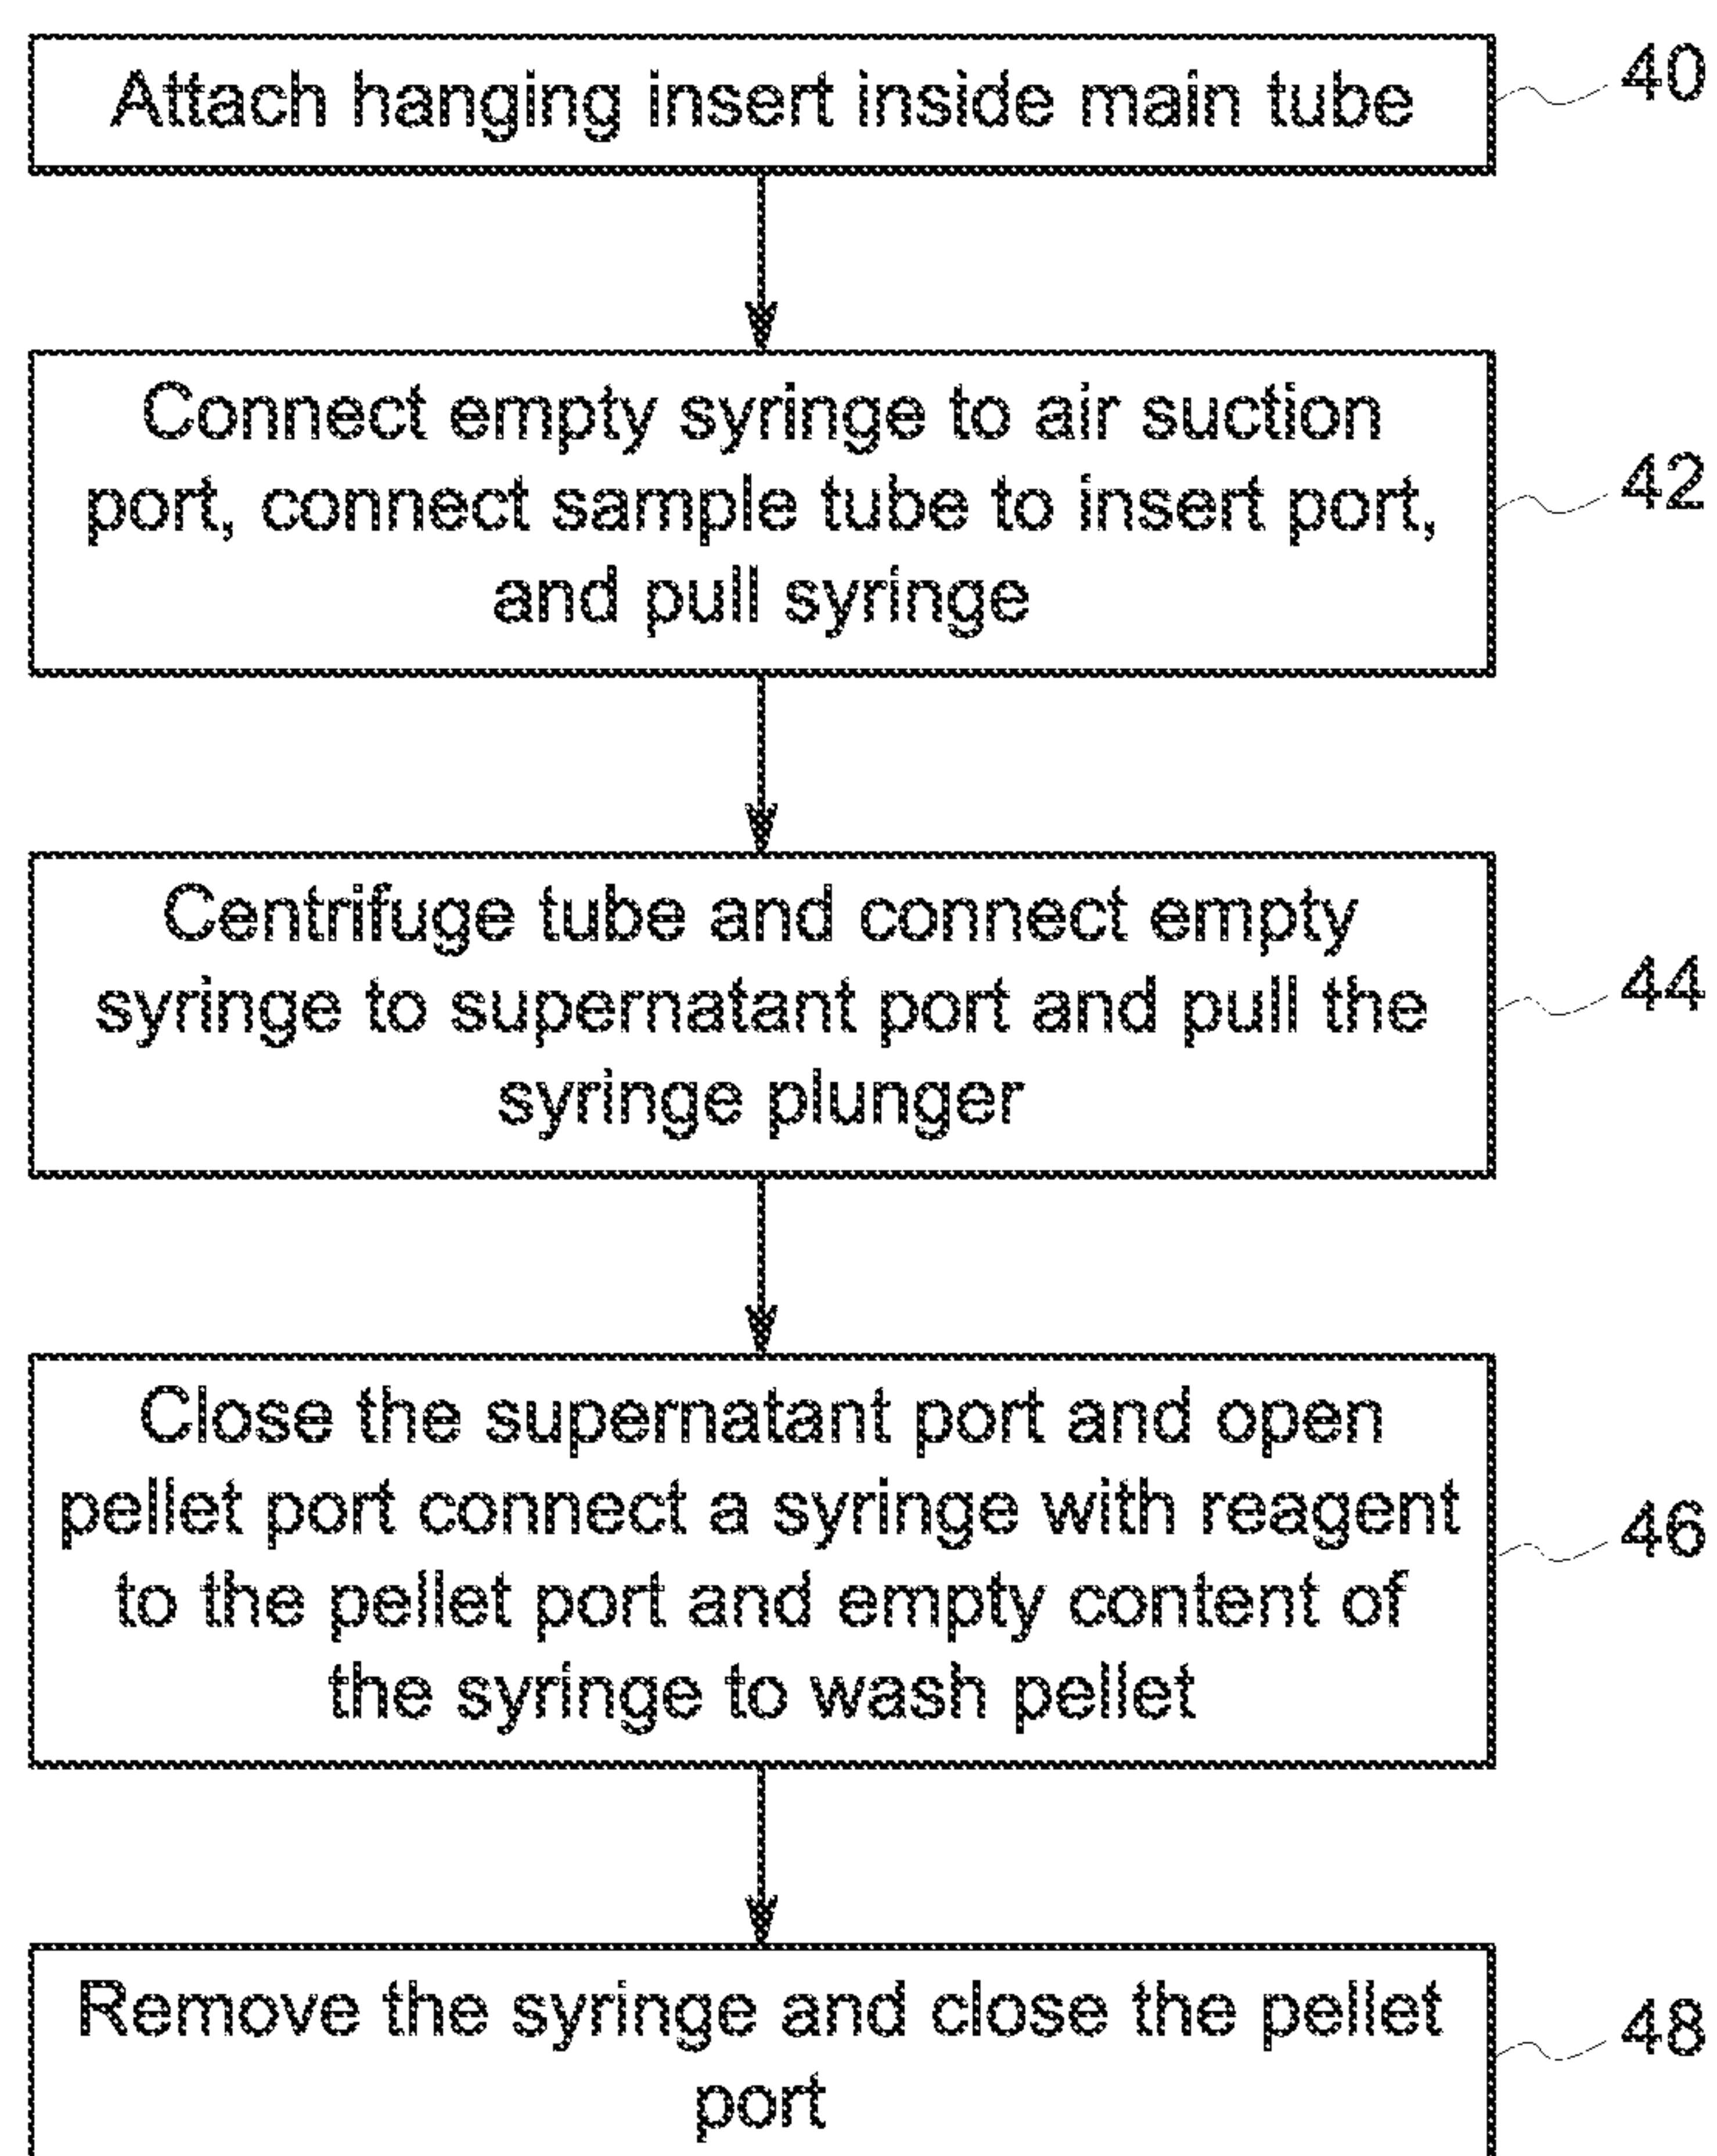 Attach hanging insert inside main tube
40
Connect empty syringe to air suction
port, connect sample tube to insert port,
and pull syringe
42
Centrifuge tube and connect empty
syringe to supernatant port and pull the
syringe plunger
44
Close the supernatant port and open
pellet port connect a syringe with reagent
to the pellet port and empty content of
the syringe to wash pellet
46
Remove the syringe and close the pellet
port
48